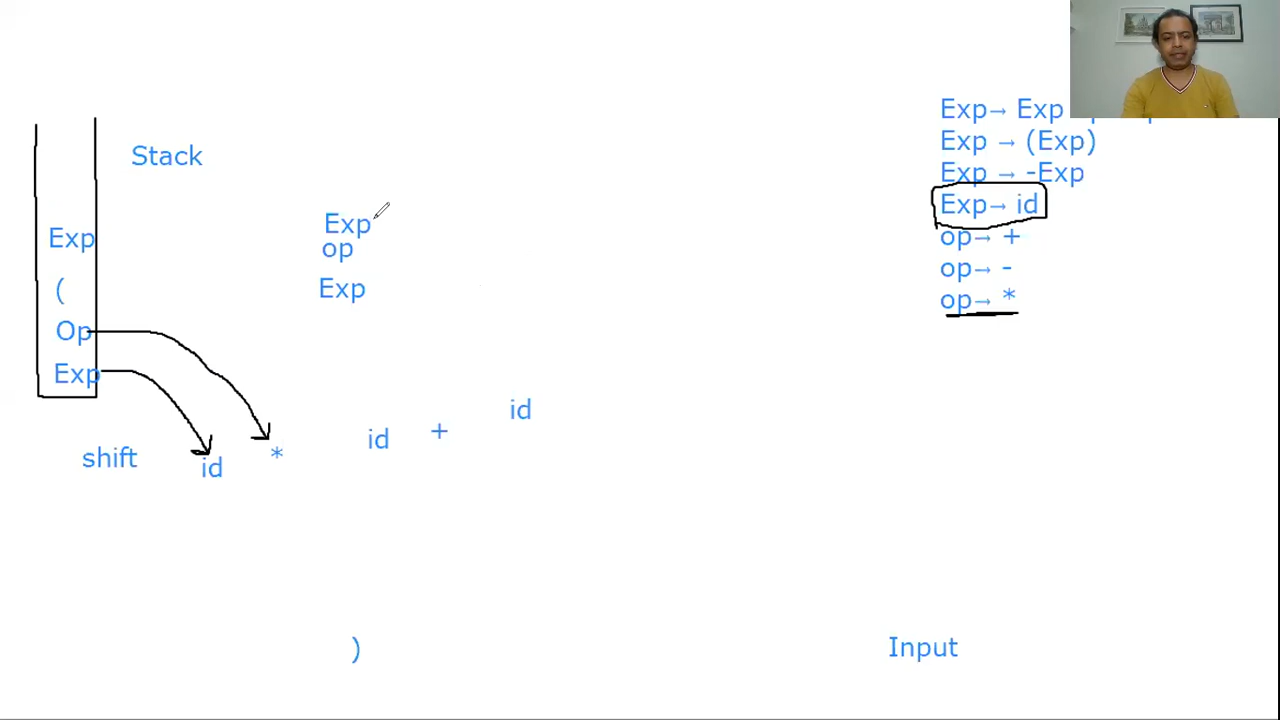 Stack
Exp
(
Op
Exp
Exp
op
Exp
shift
id
*
id
+
id
Exp→ Exp
Exp → (Exp)
Exp → -Exp
Exp→ id
op→ +
op→ -
op→ *
)
Input